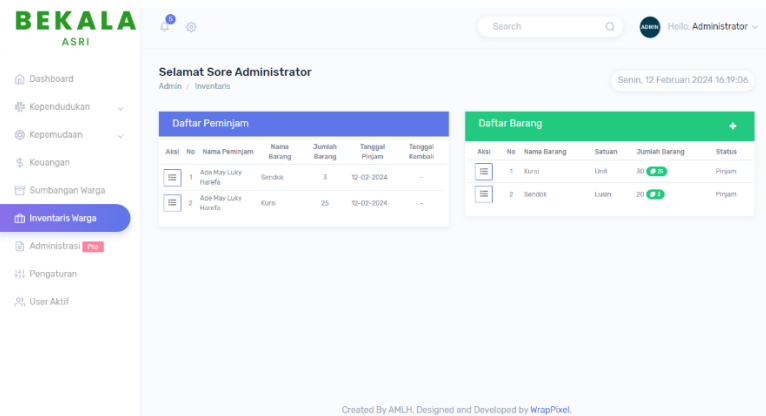 BEKALA
ASRI
5
Search
ADMIN
Hello, Administrator
Dashboard
Kependudukan
Kepemudaan
Keuangan
Sumbangan Warga
Inventaris Warga
Administrasi Pro
Pengaturan
User Aktif
Selamat Sore Administrator
Admin / Inventaris
Senin, 12 Februari 2024 16:19:06
Daftar Peminjam
Aksi No Nama Peminjam Nama Barang Jumlah Barang Tanggal Pinjam Tanggal Kembali
1 Ade May Luky Harefa Sendok 3 12-02-2024 -
2 Ade May Luky Harefa Kursi 25 12-02-2024 -
Daftar Barang +
Aksi No Nama Barang Satuan Jumlah Barang Status
1 Kursi Unit 30 25 Pinjam
2 Sendok Lusin 20 3 Pinjam
Created By AMLH. Designed and Developed by WrapPixel.